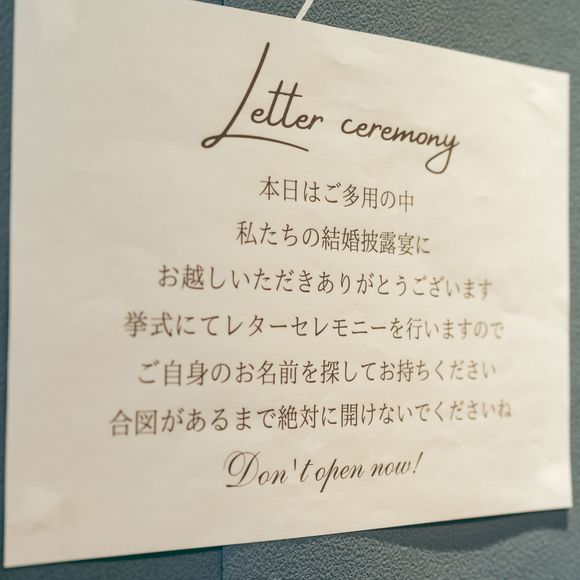 Letter ceremony
本日はご多用の中
私たちの結婚披露宴に
お越しいただきありがとうございます
挙式にてレターセレモニーを行いますので
ご自身のお名前を探してお持ちください
合図があるまで絶対に開けないでくださいね
Don't open now!